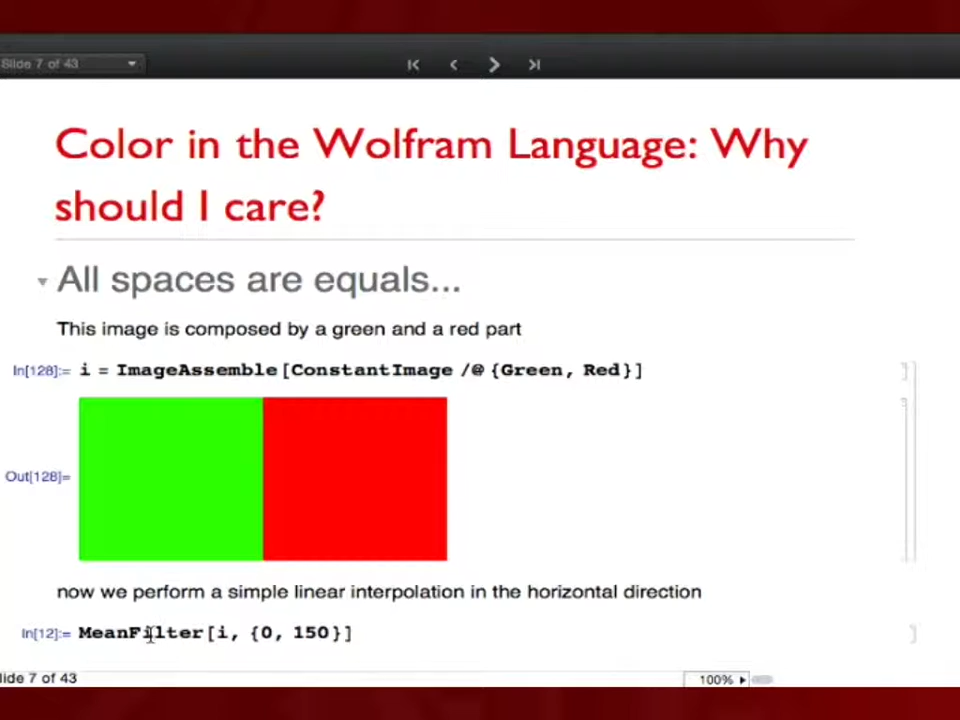 Slide 7 of 43
Color in the Wolfram Language: Why
should I care?
All spaces are equals...
This image is composed by a green and a red part
In[128]:= i = ImageAssemble[ConstantImage /@ {Green, Red}]
Out[128]=
now we perform a simple linear interpolation in the horizontal direction
In[12]:= MeanFilter[i, {0, 150}]
lide 7 of 43
100%